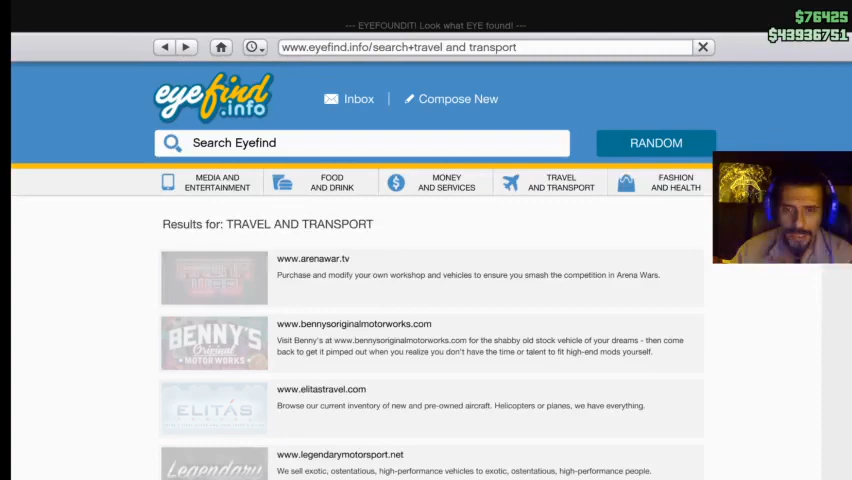 --- EYEFOUNDIT! Look what EYE found! ---
$76425
$43936751
www.eyefind.info/search+travel and transport
eyefind
.info
Inbox
Compose New
Search Eyefind
RANDOM
MEDIA AND
ENTERTAINMENT
FOOD
AND DRINK
MONEY
AND SERVICES
TRAVEL
AND TRANSPORT
FASHION
AND HEALTH
Results for: TRAVEL AND TRANSPORT
ARENA WAR
www.arenawar.tv
Purchase and modify your own workshop and vehicles to ensure you smash the competition in Arena Wars.
BENNY'S
Original
MOTOR WORKS
www.bennysoriginalmotorworks.com
Visit Benny's at www.bennysoriginalmotorworks.com for the shabby old stock vehicle of your dreams - then come
back to get it pimped out when you realize you don't have the time or talent to fit high-end mods yourself.
ELITÁS
www.elitastravel.com
Browse our current inventory of new and pre-owned aircraft. Helicopters or planes, we have everything.
Legendary
www.legendarymotorsport.net
We sell exotic, ostentatious, high-performance vehicles to exotic, ostentatious, high-performance people.